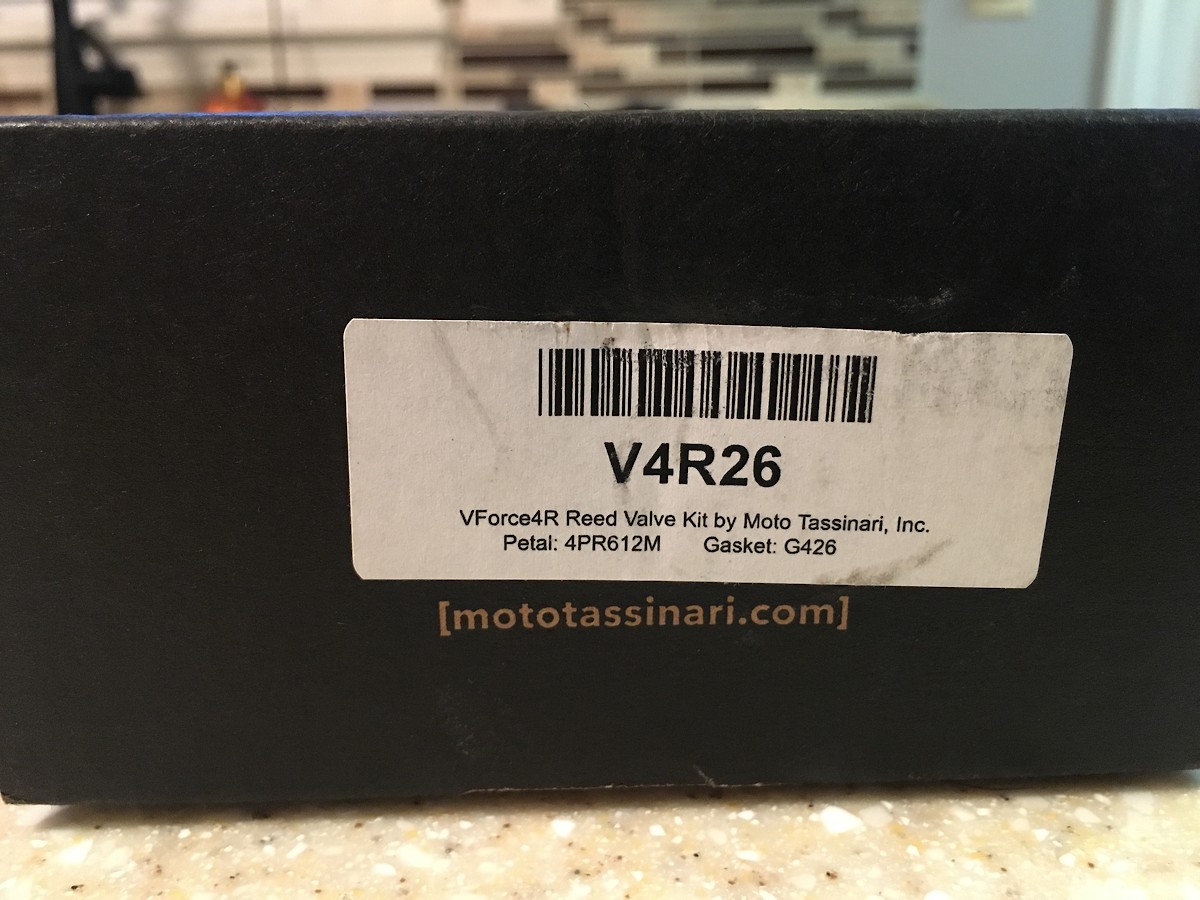 V4R26
VForce4R Reed Valve Kit by Moto Tassinari, Inc.
Petal: 4PR612M Gasket: G426
[mototassinari.com]